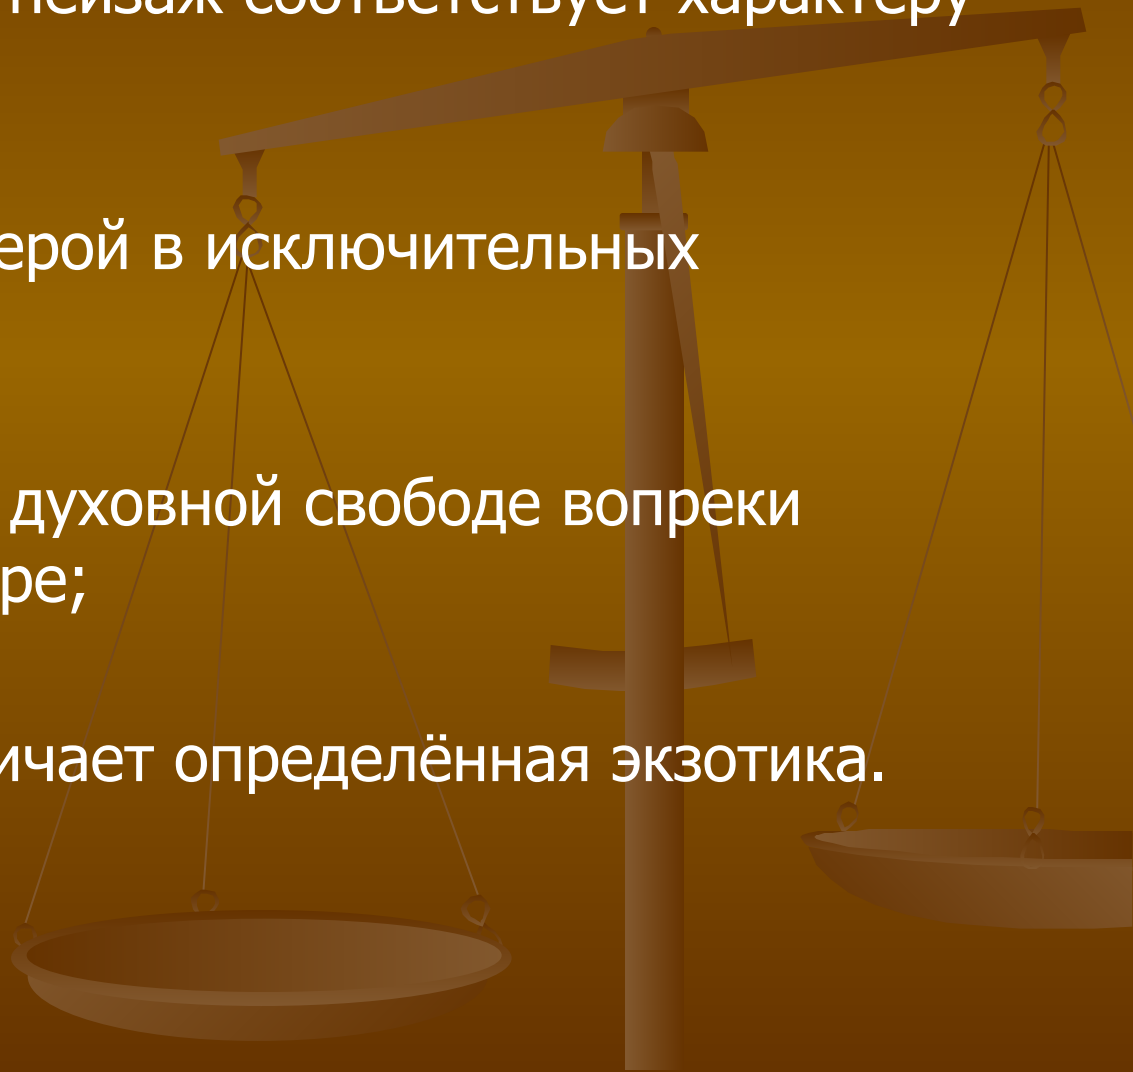 пейзаж соответствует характеру
ерой в исключительных
духовной свободе вопреки
ре;
ичает определённая экзотика.